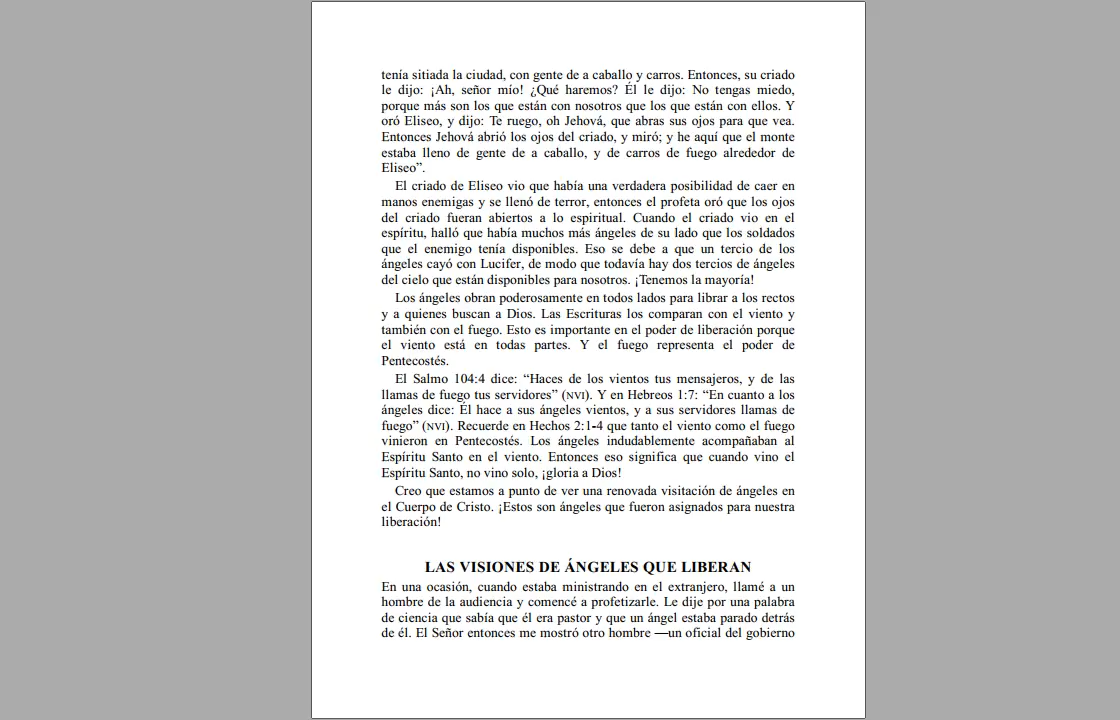 tenía sitiada la ciudad, con gente de a caballo y carros. Entonces, su criado
le dijo: ¡Ah, señor mío! ¿Qué haremos? Él le dijo: No tengas miedo,
porque más son los que están con nosotros que los que están con ellos. Y
oró Eliseo, y dijo: Te ruego, oh Jehová, que abras sus ojos para que vea.
Entonces Jehová abrió los ojos del criado, y miró; y he aquí que el monte
estaba lleno de gente de a caballo, y de carros de fuego alrededor de
Eliseo”.
El criado de Eliseo vio que había una verdadera posibilidad de caer en
manos enemigas y se llenó de terror, entonces el profeta oró que los ojos
del criado fueran abiertos a lo espiritual. Cuando el criado vio en el
espíritu, halló que había muchos más ángeles de su lado que los soldados
que el enemigo tenía disponibles. Eso se debe a que un tercio de los
ángeles cayó con Lucifer, de modo que todavía hay dos tercios de ángeles
del cielo que están disponibles para nosotros. ¡Tenemos la mayoría!
Los ángeles obran poderosamente en todos lados para librar a los rectos
y a quienes buscan a Dios. Las Escrituras los comparan con el viento y
también con el fuego. Esto es importante en el poder de liberación porque
el viento está en todas partes. Y el fuego representa el poder de
Pentecostés.
El Salmo 104:4 dice: “Haces de los vientos tus mensajeros, y de las
llamas de fuego tus servidores” (NVI). Y en Hebreos 1:7: “En cuanto a los
ángeles dice: Él hace a sus ángeles vientos, y a sus servidores llamas de
fuego” (NVI). Recuerde en Hechos 2:1-4 que tanto el viento como el fuego
vinieron en Pentecostés. Los ángeles indudablemente acompañaban al
Espíritu Santo en el viento. Entonces eso significa que cuando vino el
Espíritu Santo, no vino solo, ¡gloria a Dios!
Creo que estamos a punto de ver una renovada visitación de ángeles en
el Cuerpo de Cristo. ¡Estos son ángeles que fueron asignados para nuestra
liberación!
LAS VISIONES DE ÁNGELES QUE LIBERAN
En una ocasión, cuando estaba ministrando en el extranjero, llamé a un
hombre de la audiencia y comencé a profetizarle. Le dije por una palabra
de ciencia que sabía que él era pastor y que un ángel estaba parado detrás
de él. El Señor entonces me mostró otro hombre —un oficial del gobierno